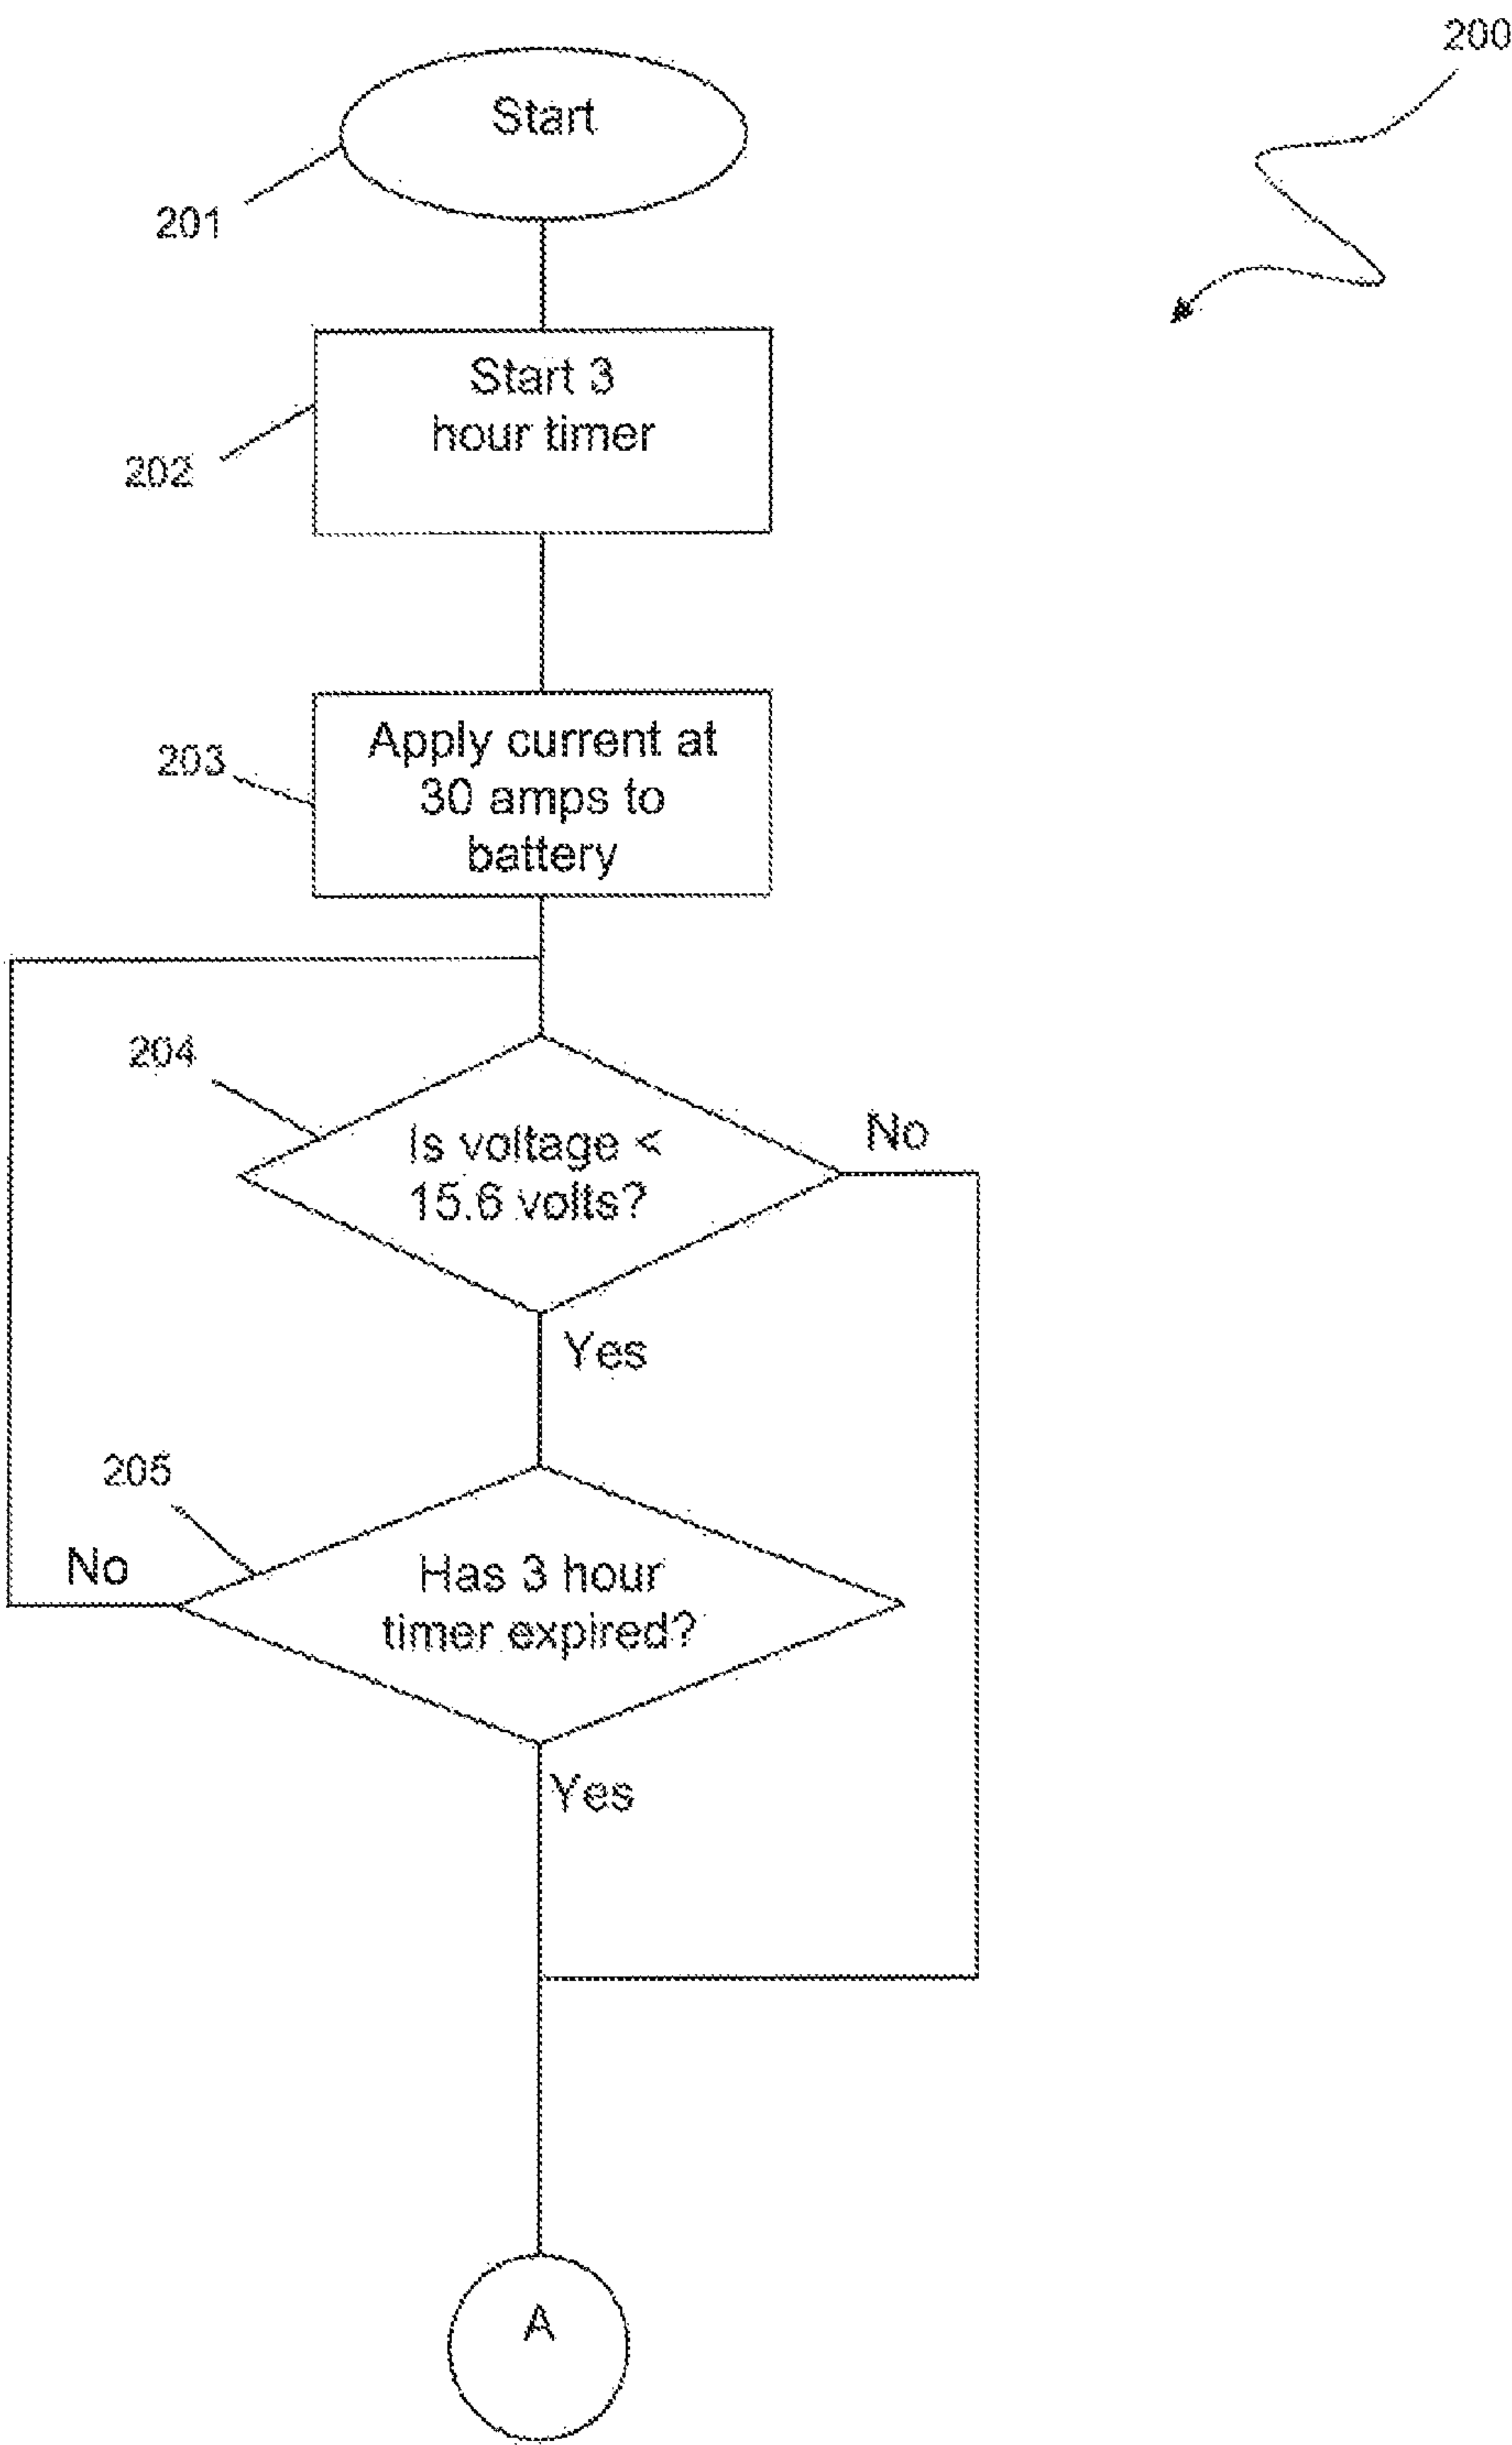 200
Start
201
Start 3
hour timer
202
Apply current at
30 amps to
battery
203
204
Is voltage <
15.6 volts?
No
Yes
205
No
Has 3 hour
timer expired?
Yes
A